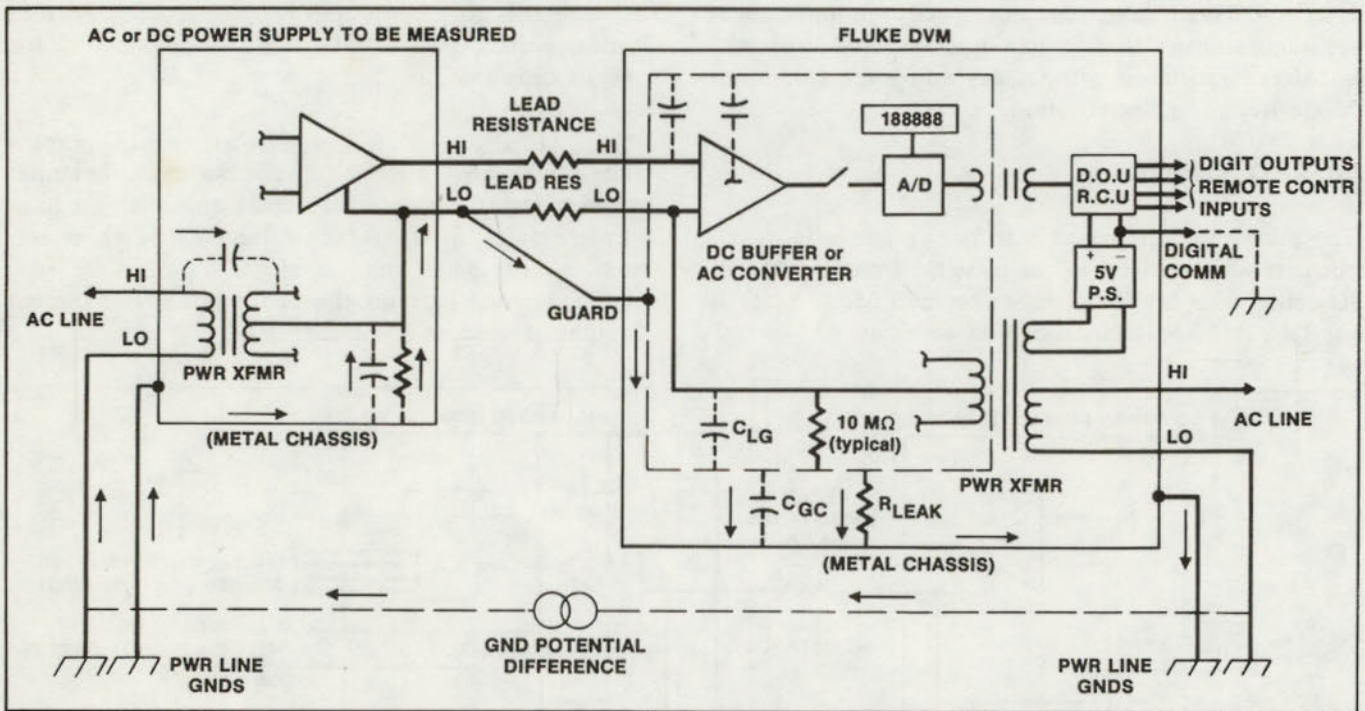 AC or DC POWER SUPPLY TO BE MEASURED
FLUKE DVM
LEAD
RESISTANCE
HI
HI
LEAD RES
LO
LO
188888
A/D
D.O.U
R.C.U
DIGIT OUTPUTS
REMOTE CONTR
INPUTS
DC BUFFER or
AC CONVERTER
DIGITAL
COMM
+ −
5V
P.S.
GUARD
HI
AC LINE
LO
PWR XFMR
(METAL CHASSIS)
CLG
10 MΩ
(typical)
HI
AC LINE
LO
PWR XFMR
CGC
RLEAK
(METAL CHASSIS)
GND POTENTIAL
DIFFERENCE
PWR LINE
GNDS
PWR LINE
GNDS